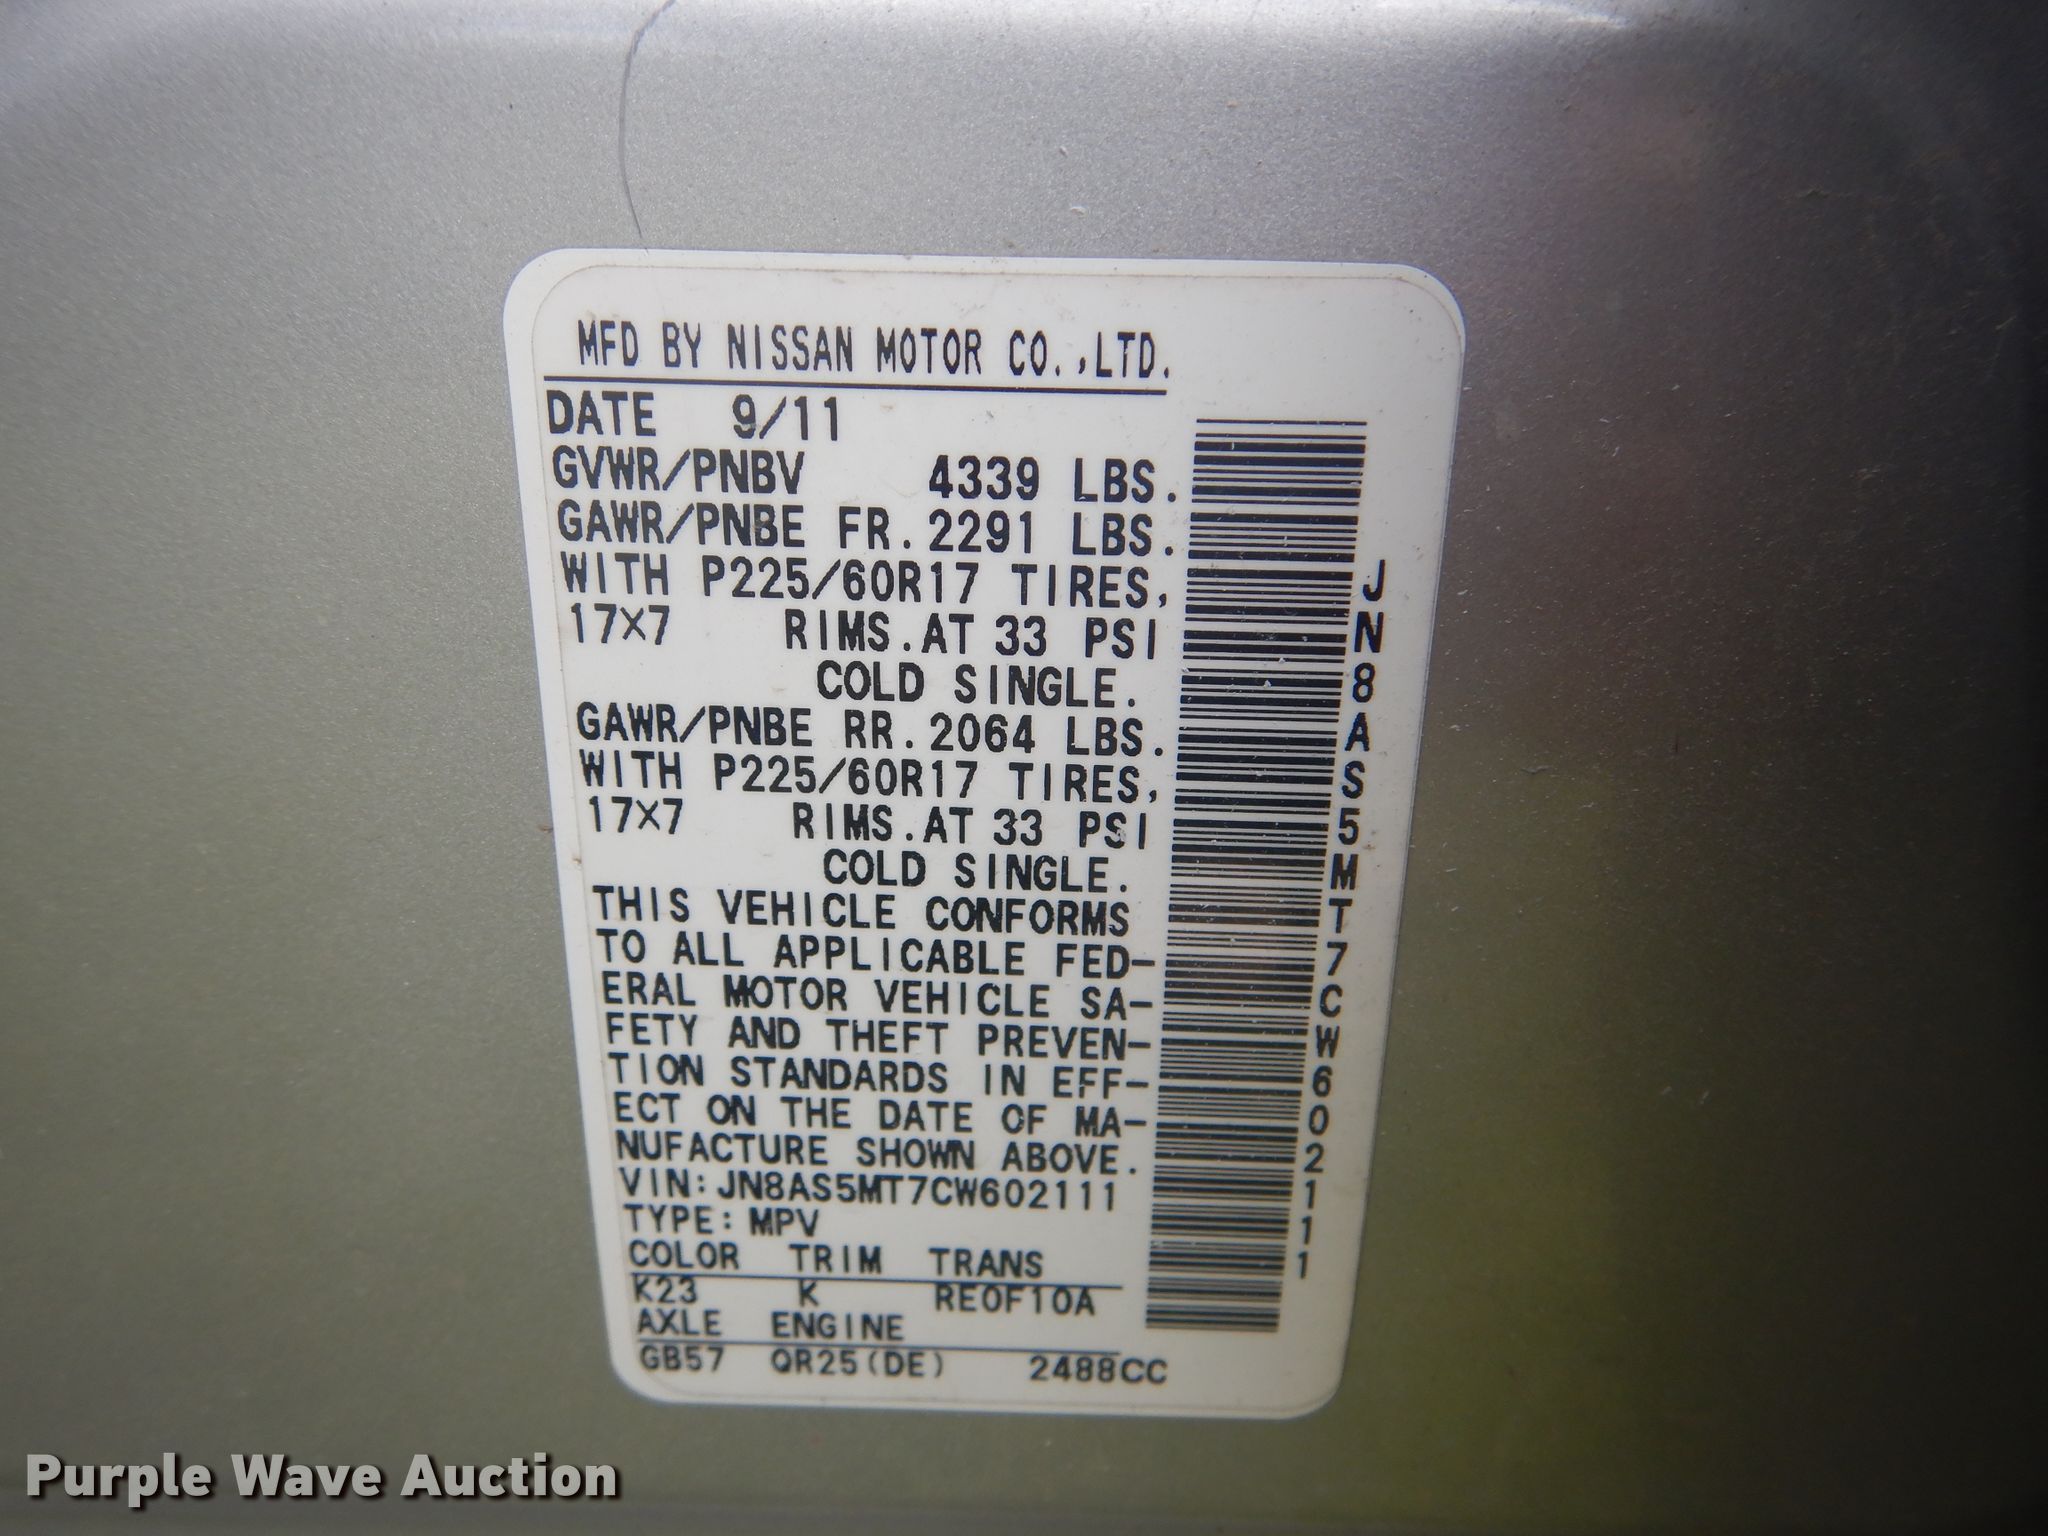 MFD BY NISSAN MOTOR CO.,LTD.
DATE 9/11
GVWR/PNBV 4339 LBS.
GAWR/PNBE FR. 2291 LBS.
WITH P225/60R17 TIRES,
17X7 RIMS.AT 33 PSI
COLD SINGLE.
GAWR/PNBE RR. 2064 LBS.
WITH P225/60R17 TIRES,
17X7 RIMS.AT 33 PSI
COLD SINGLE.
THIS VEHICLE CONFORMS
TO ALL APPLICABLE FED-
ERAL MOTOR VEHICLE SA-
FETY AND THEFT PREVEN-
TION STANDARDS IN EFF-
ECT ON THE DATE OF MA-
NUFACTURE SHOWN ABOVE.
VIN:JN8AS5MT7CW602111
TYPE:MPV
COLOR TRIM TRANS
K23 K RE0F10A
AXLE ENGINE
GB57 QR25(DE) 2488CC
JN8AS5MT7CW602111
Purple Wave Auction